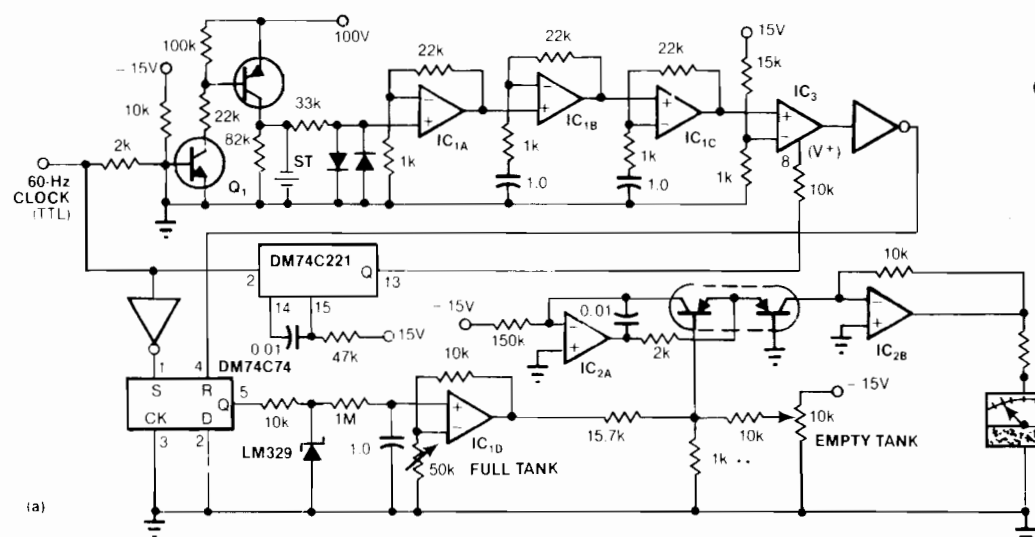 100k
100V
- 15V
10k
22k
2k
82k
33k
Q1
ST
60-Hz
CLOCK
(TTL)
22k
22k
22k
15V
15k
IC1A
IC1B
IC1C
IC3
1k
1k
1.0
1k
1.0
1k
8
(V+)
10k
DM74C221
2
Q
13
14
15
0.01
47k
15V
DM74C74
1
4
S
R
Q
5
CK
D
3
2
10k
LM329
1M
1.0
10k
IC1D
50k
FULL TANK
- 15V
150k
IC2A
0.01
2k
10k
IC2B
15.7k
10k
1k ..
- 15V
10k
EMPTY TANK
(a)